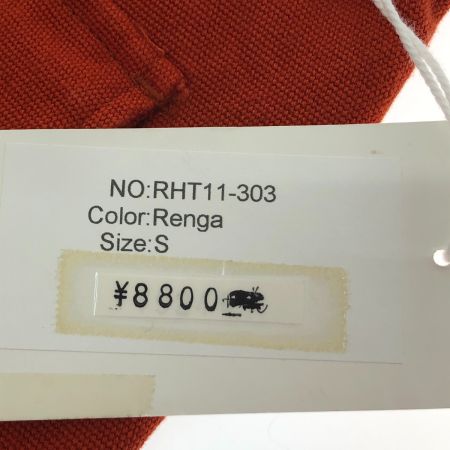 NO:RHT11-303
Color:Renga
Size:S
¥8800